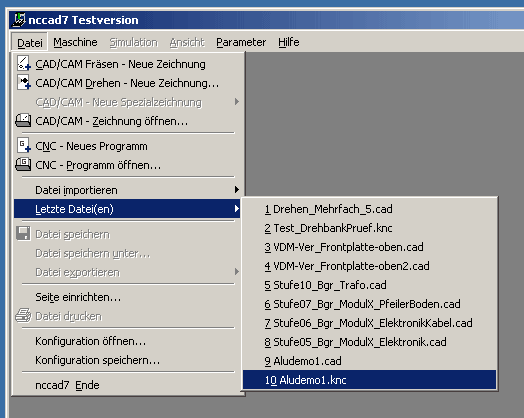 nccad7 Testversion
Datei Maschine Simulation Ansicht Parameter Hilfe
CAD/CAM Fräsen - Neue Zeichnung
CAD/CAM Drehen - Neue Zeichnung...
CAD/CAM - Neue Spezialzeichnung
CAD/CAM - Zeichnung öffnen...
CNC - Neues Programm
CNC - Programm öffnen...
Datei importieren
Letzte Datei(en)
Datei speichern
Datei speichern unter...
Datei exportieren
Seite einrichten...
Datei drucken
Konfiguration öffnen...
Konfiguration speichern...
nccad7 Ende
1 Drehen_Mehrfach_5.cad
2 Test_DrehbankPruef.knc
3 VDM-Ver_Frontplatte-oben.cad
4 VDM-Ver_Frontplatte-oben2.cad
5 Stufe10_Bgr_Trafo.cad
6 Stufe07_Bgr_ModulX_PfeilerBoden.cad
7 Stufe06_Bgr_ModulX_ElektronikKabel.cad
8 Stufe05_Bgr_ModulX_Elektronik.cad
9 Aludemo1.cad
10 Aludemo1.knc